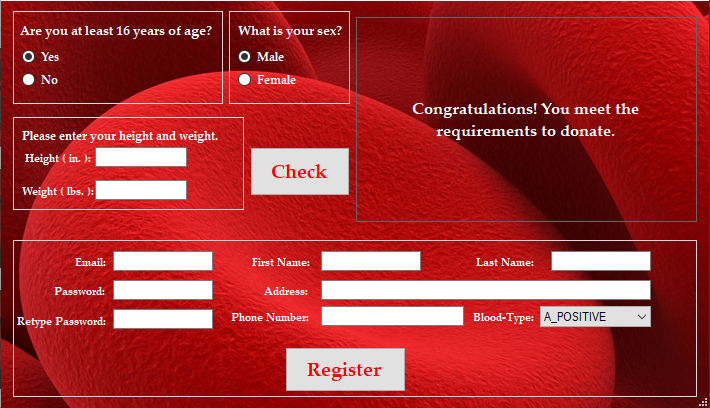 Are you at least 16 years of age?
Yes
No
What is your sex?
Male
Female
Congratulations! You meet the
requirements to donate.
Please enter your height and weight.
Height ( in. ):
Weight ( lbs. ):
Check
Email:
First Name:
Last Name:
Password:
Address:
Retype Password:
Phone Number:
Blood-Type:
A_POSITIVE
Register